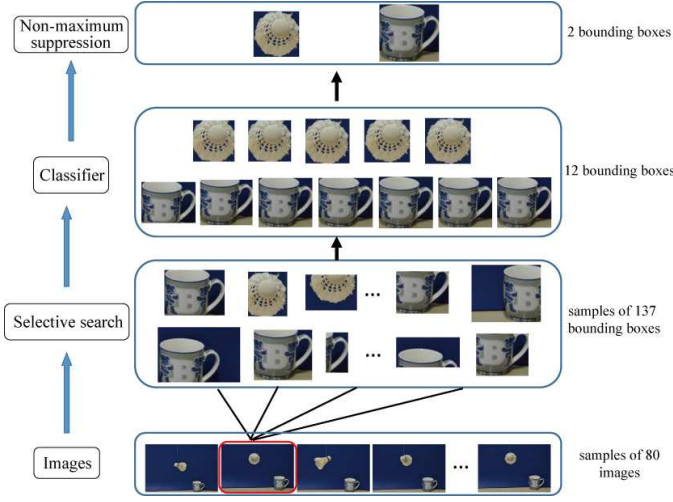 Non-maximum
suppression
2 bounding boxes
Classifier
12 bounding boxes
Selective search
...
...
samples of 137
bounding boxes
Images
...
samples of 80
images
B
B
B
B
B
B
B
B
B
B
B
B
B
B